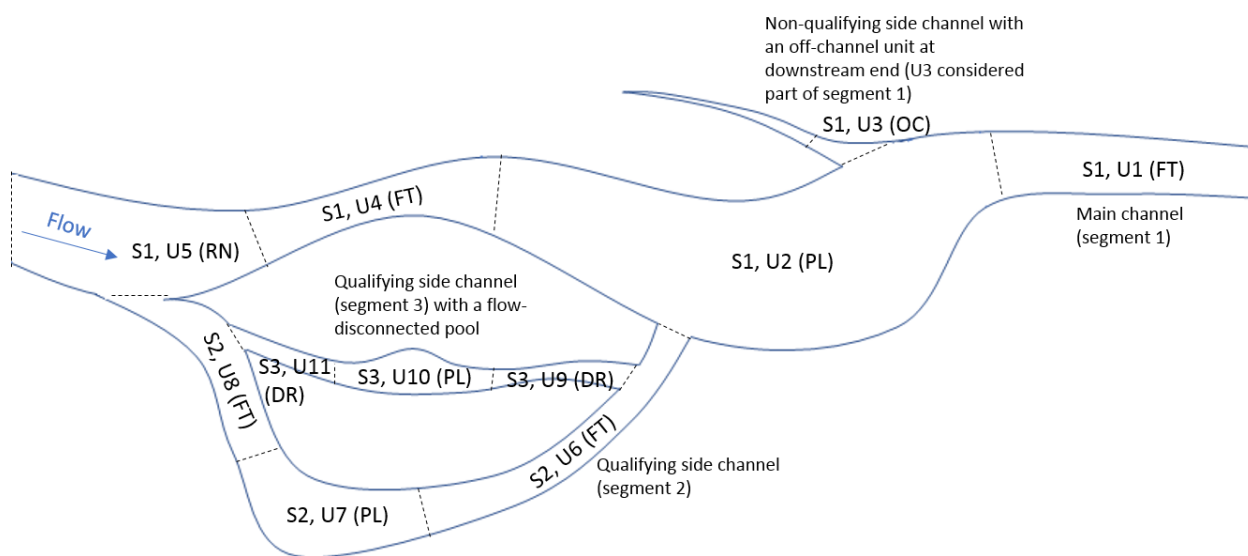 Non-qualifying side channel with
an off-channel unit at
downstream end (U3 considered
part of segment 1)
S1, U3 (OC)
S1, U1 (FT)
Main channel
(segment 1)
S1, U4 (FT)
Flow
S1, U5 (RN)
S1, U2 (PL)
Qualifying side channel
(segment 3) with a flow-
disconnected pool
S2, U8 (FT)
S3, U11
(DR)
S3, U10 (PL)
S3, U9 (DR)
S2, U6 (FT)
Qualifying side channel
(segment 2)
S2, U7 (PL)